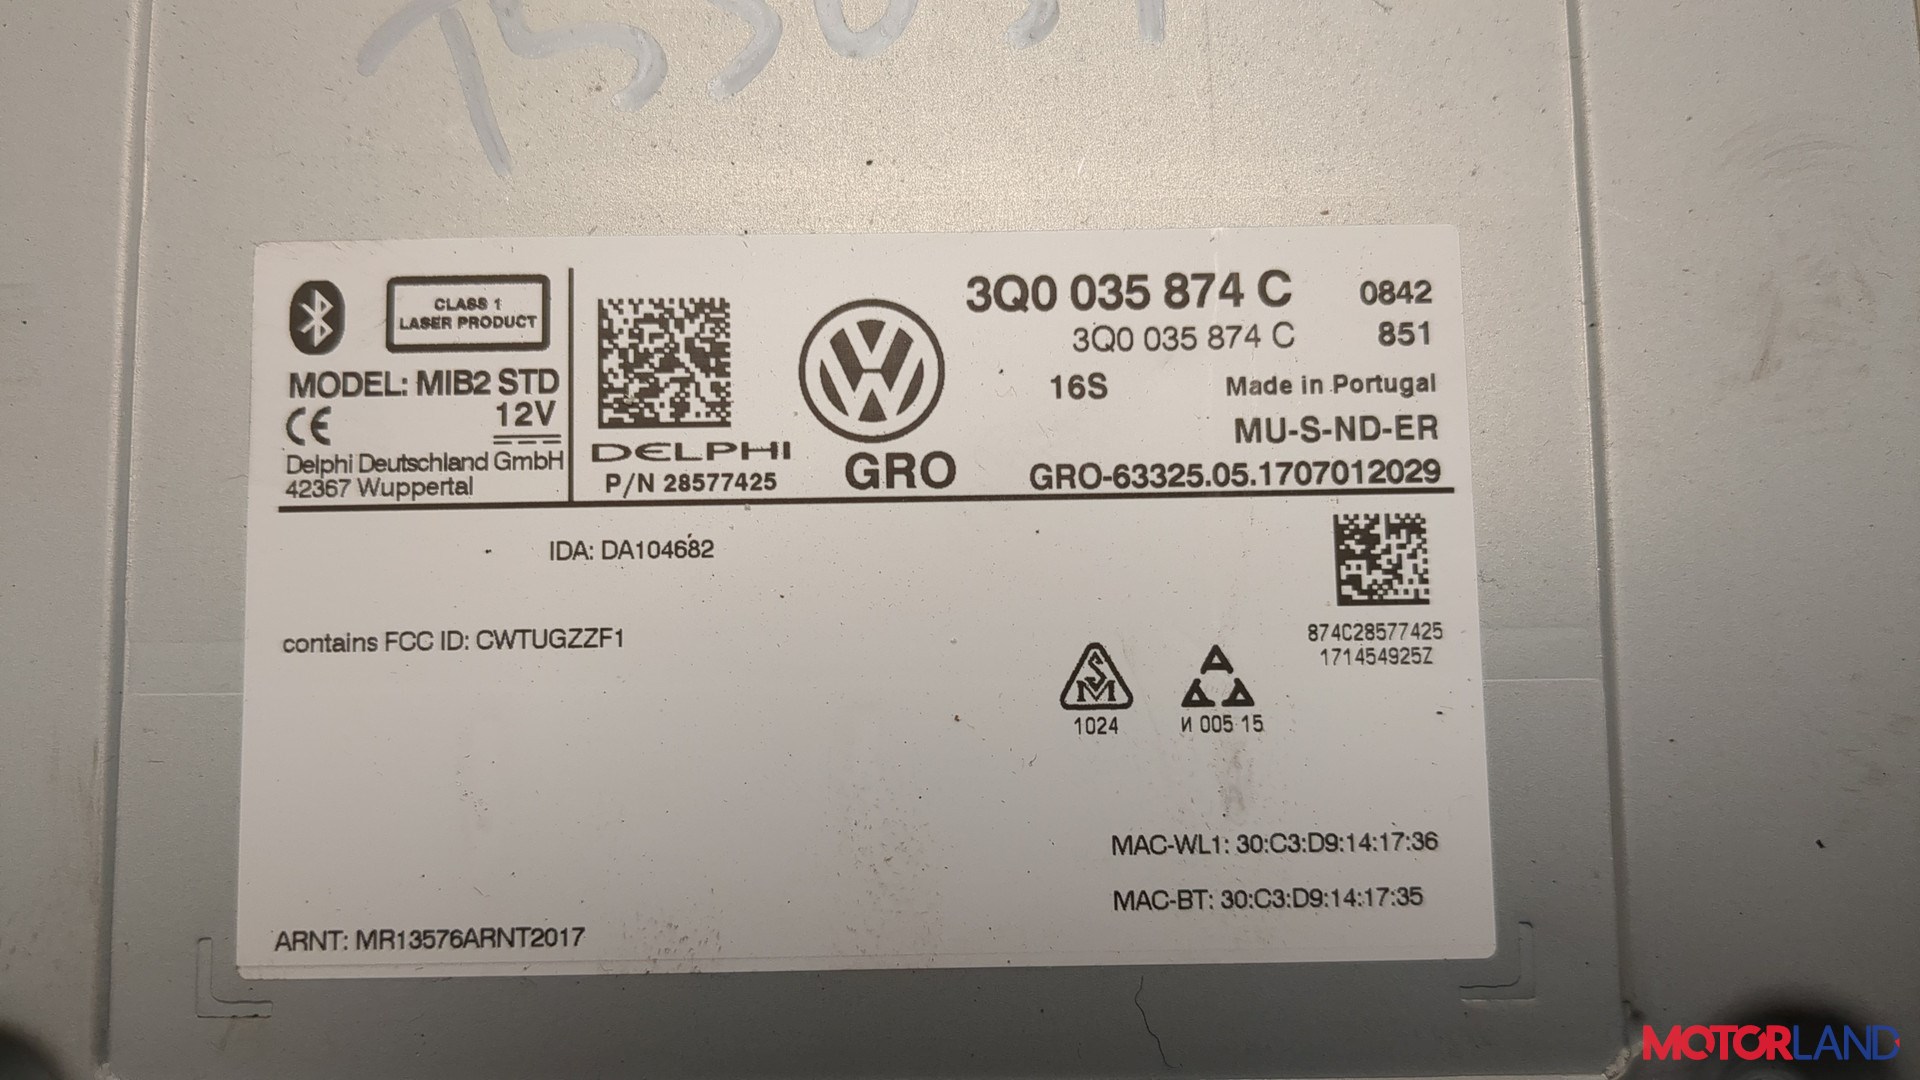 CLASS 1
LASER PRODUCT
MODEL: MIB2 STD
12V
CE
Delphi Deutschland GmbH
42367 Wuppertal
DELPHI
P/N 28577425
GRO
3Q0 035 874 C 0842
3Q0 035 874 C 851
16S Made in Portugal
MU-S-ND-ER
GRO-63325.05.1707012029
IDA: DA104682
contains FCC ID: CWTUGZZF1
874C28577425
171454925Z
SM
1024
AAA
И 005 15
MAC-WL1: 30:C3:D9:14:17:36
MAC-BT: 30:C3:D9:14:17:35
ARNT: MR13576ARNT2017
MOTORLAND